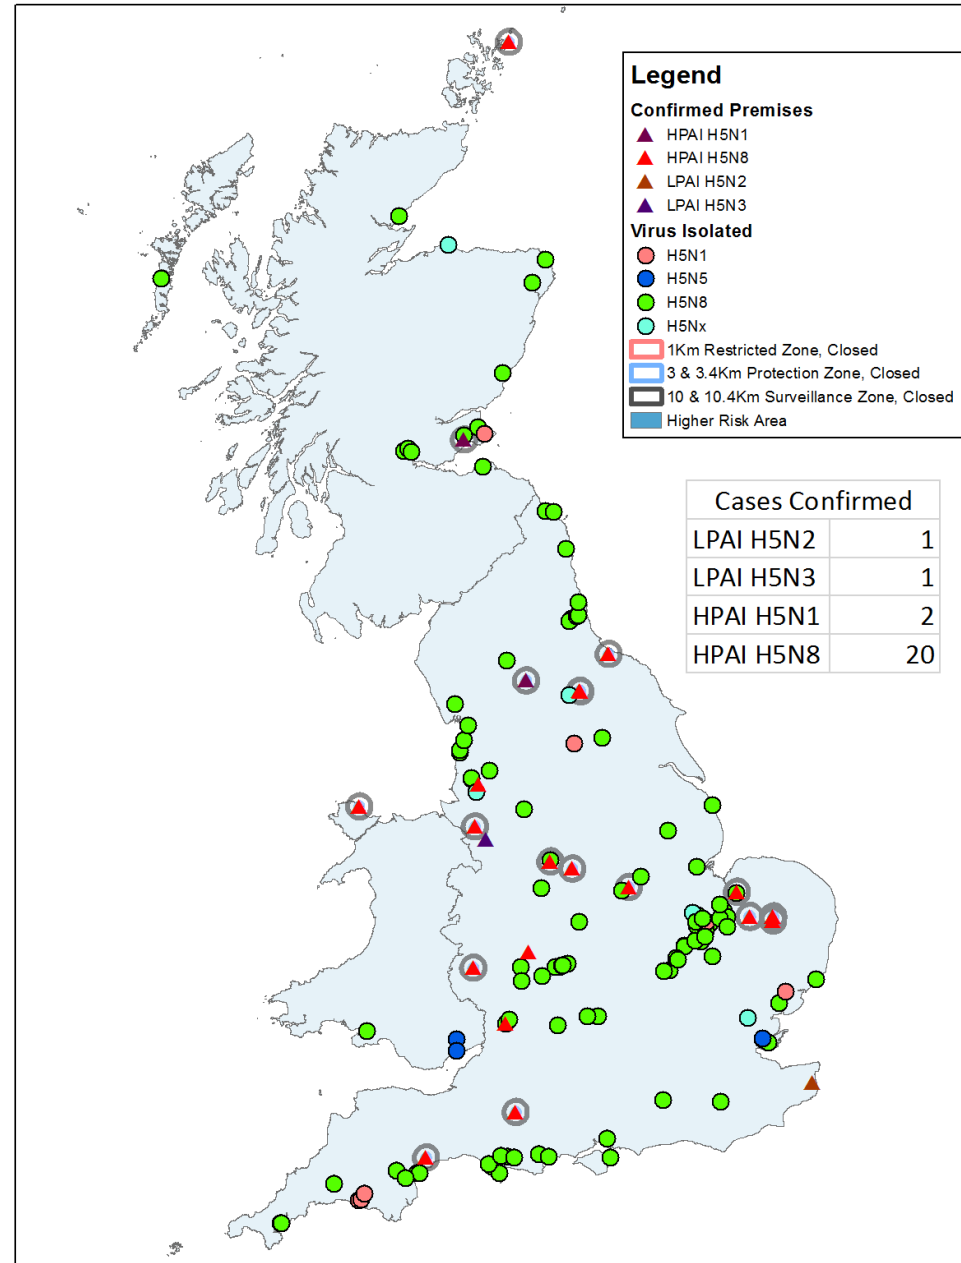 Legend
Confirmed Premises
HPAI H5N1
HPAI H5N8
LPAI H5N2
LPAI H5N3
Virus Isolated
H5N1
H5N5
H5N8
H5Nx
1Km Restricted Zone, Closed
3 & 3.4Km Protection Zone, Closed
10 & 10.4Km Surveillance Zone, Closed
Higher Risk Area
Cases Confirmed
LPAI H5N2 1
LPAI H5N3 1
HPAI H5N1 2
HPAI H5N8 20